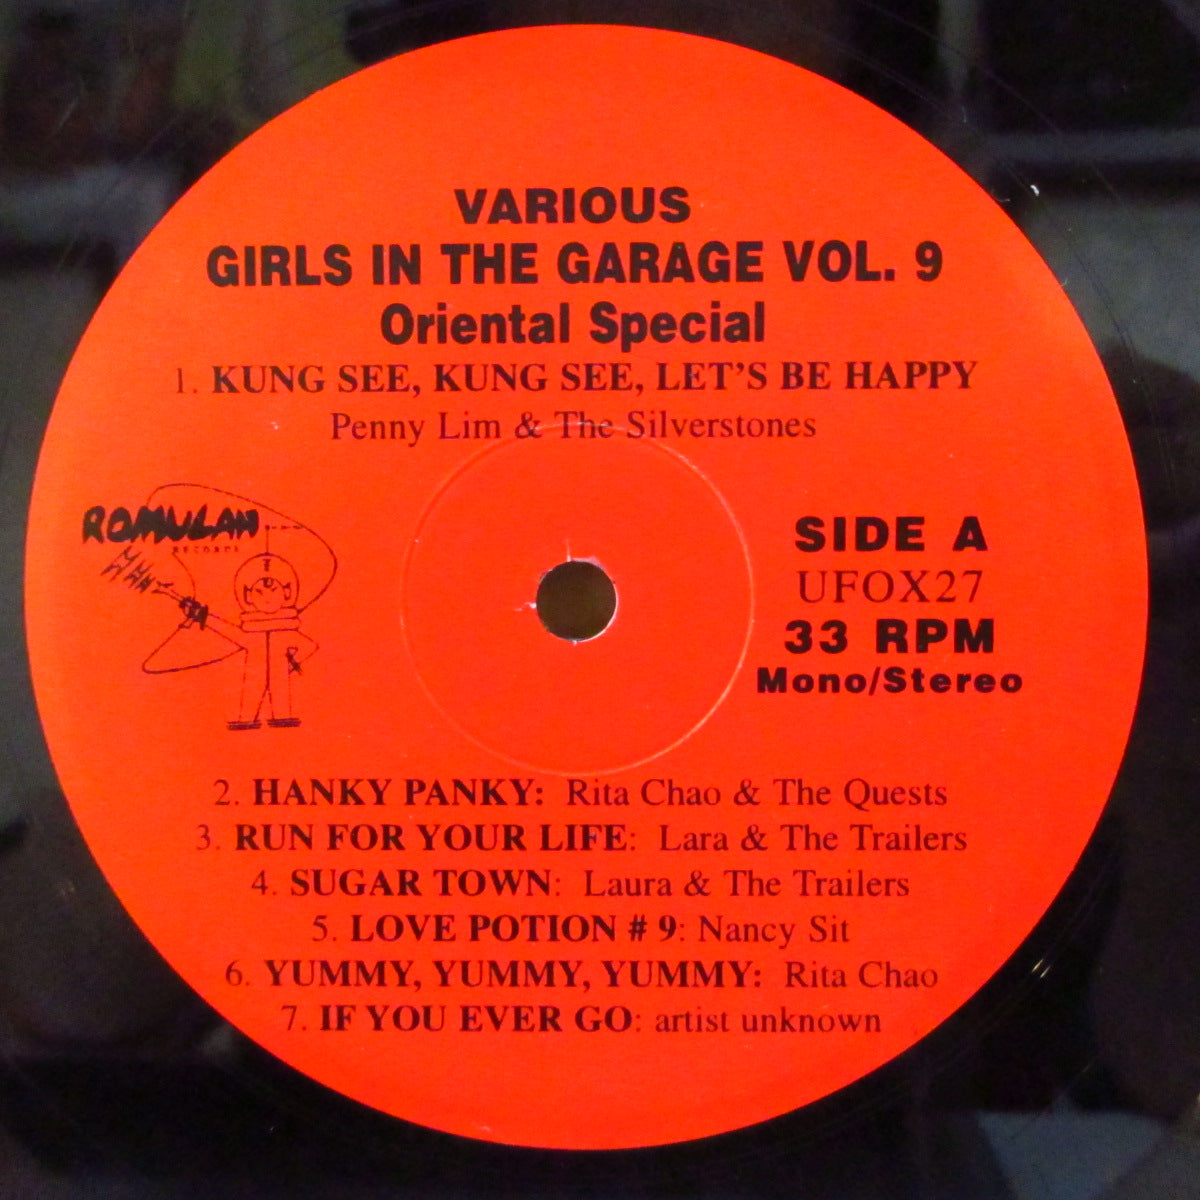 VARIOUS
GIRLS IN THE GARAGE VOL. 9
Oriental Special
1. KUNG SEE, KUNG SEE, LET'S BE HAPPY
Penny Lim & The Silverstones
ROMULAN
RECORDS
SIDE A
UFOX27
33 RPM
Mono/Stereo
2. HANKY PANKY: Rita Chao & The Quests
3. RUN FOR YOUR LIFE: Lara & The Trailers
4. SUGAR TOWN: Laura & The Trailers
5. LOVE POTION # 9: Nancy Sit
6. YUMMY, YUMMY, YUMMY: Rita Chao
7. IF YOU EVER GO: artist unknown